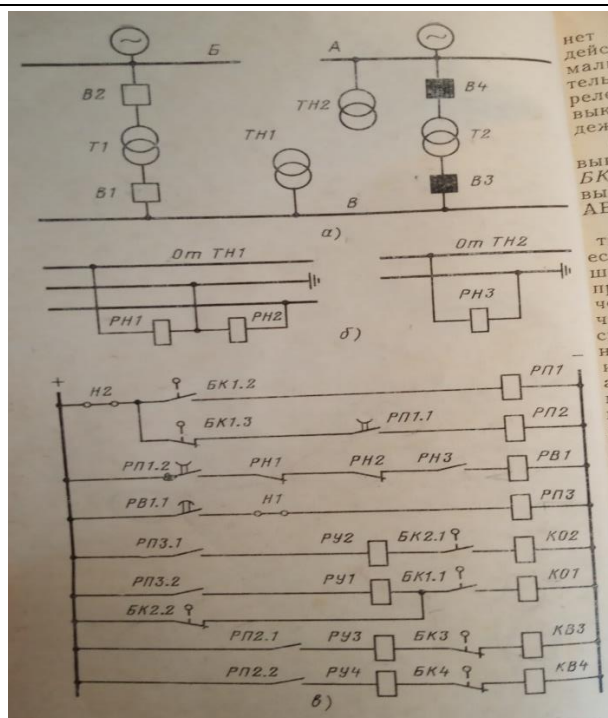 Б
А
В2
В4
ТН2
ТН1
Т1
Т2
В1
В3
В
а)
От ТН1
От ТН2
РН1
РН2
РН3
б)
+
−
Н2
БК1.2
РП1
БК1.3
РП1.1
РП2
РП1.2
РН1
РН2
РН3
РВ1
РВ1.1
Н1
РП3
РП3.1
РУ2
БК2.1
КО2
РП3.2
РУ1
БК1.1
КО1
БК2.2
РП2.1
РУ3
БК3
КВ3
РП2.2
РУ4
БК4
КВ4
в)
нет
дейс
мал
тель
реле
вык
деж
вык
БК
вы
АВ